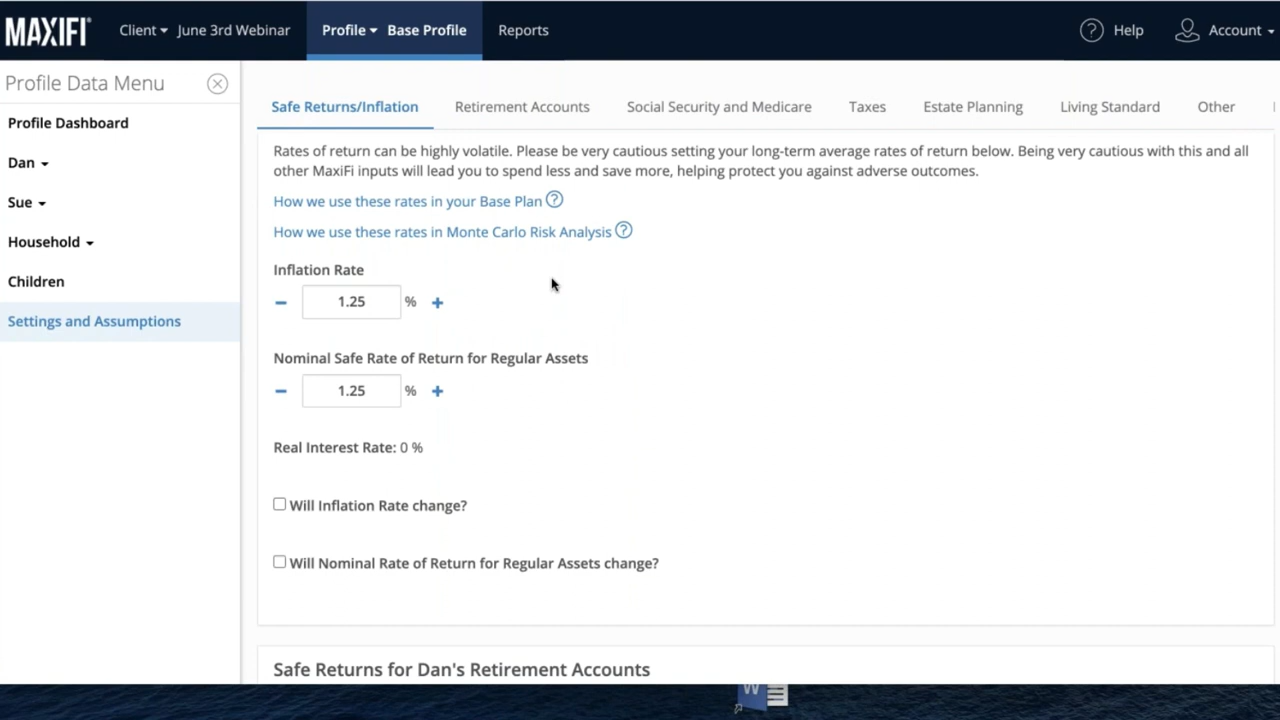 MAXIFI®
Client June 3rd Webinar
Profile Base Profile
Reports
Help
Account
Profile Data Menu
Profile Dashboard
Dan
Sue
Household
Children
Settings and Assumptions
Safe Returns/Inflation
Retirement Accounts
Social Security and Medicare
Taxes
Estate Planning
Living Standard
Other
Rates of return can be highly volatile. Please be very cautious setting your long-term average rates of return below. Being very cautious with this and all
other MaxiFi inputs will lead you to spend less and save more, helping protect you against adverse outcomes.
How we use these rates in your Base Plan ?
How we use these rates in Monte Carlo Risk Analysis ?
Inflation Rate
− 1.25 % +
Nominal Safe Rate of Return for Regular Assets
− 1.25 % +
Real Interest Rate: 0 %
Will Inflation Rate change?
Will Nominal Rate of Return for Regular Assets change?
Safe Returns for Dan's Retirement Accounts
W